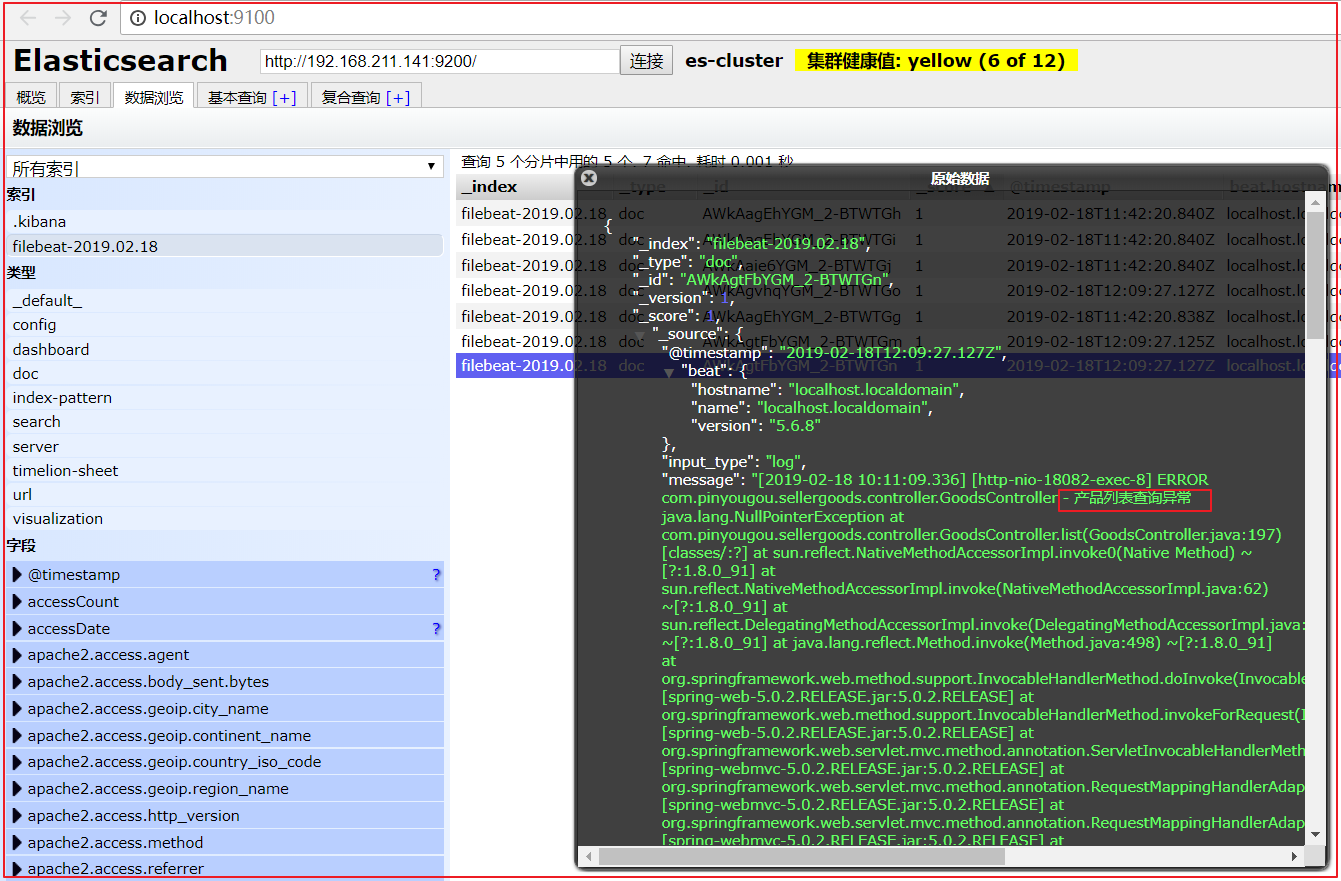 localhost:9100
Elasticsearch
http://192.168.211.141:9200/
连接
es-cluster
集群健康值: yellow (6 of 12)
概览
索引
数据浏览
基本查询 [+]
复合查询 [+]
数据浏览
所有索引
索引
.kibana
filebeat-2019.02.18
类型
_default_
config
dashboard
doc
index-pattern
search
server
timelion-sheet
url
visualization
字段
@timestamp ?
accessCount
accessDate ?
apache2.access.agent
apache2.access.body_sent.bytes
apache2.access.geoip.city_name
apache2.access.geoip.continent_name
apache2.access.geoip.country_iso_code
apache2.access.geoip.region_name
apache2.access.http_version
apache2.access.method
apache2.access.referrer
查询 5 个分片中用的 5 个. 7 命中. 耗时 0.001 秒
_index _type _id _score @timestamp beat.hostnam
filebeat-2019.02.18 doc AWkAagEhYGM_2-BTWTGh 1 2019-02-18T11:42:20.840Z localhost.lo
filebeat-2019.02.18 doc 1 2019-02-18T11:42:20.840Z localhost.lo
filebeat-2019.02.18 doc 1 2019-02-18T11:42:20.840Z localhost.lo
filebeat-2019.02.18 doc AWkAgvhqYGM_2-BTWTGo 1 2019-02-18T12:09:27.127Z localhost.lo
filebeat-2019.02.18 doc AWkAagEhYGM_2-BTWTGg 1 2019-02-18T11:42:20.838Z localhost.lo
filebeat-2019.02.18 doc AWkAgtFbYGM_2-BTWTGm 1 2019-02-18T12:09:27.125Z localhost.lo
filebeat-2019.02.18 doc AWkAgtFbYGM_2-BTWTGn 1 2019-02-18T12:09:27.127Z localhost.lo
原始数据
{
"_index": "filebeat-2019.02.18",
"_type": "doc",
"_id": "AWkAgtFbYGM_2-BTWTGn",
"_version": 1,
"_score": 1,
"_source": {
"@timestamp": "2019-02-18T12:09:27.127Z",
"beat": {
"hostname": "localhost.localdomain",
"name": "localhost.localdomain",
"version": "5.6.8"
},
"input_type": "log",
"message": "[2019-02-18 10:11:09.336] [http-nio-18082-exec-8] ERROR
com.pinyougou.sellergoods.controller.GoodsController - 产品列表查询异常
java.lang.NullPointerException at
com.pinyougou.sellergoods.controller.GoodsController.list(GoodsController.java:197)
[classes/:?] at sun.reflect.NativeMethodAccessorImpl.invoke0(Native Method) ~
[?:1.8.0_91] at
sun.reflect.NativeMethodAccessorImpl.invoke(NativeMethodAccessorImpl.java:62)
~[?:1.8.0_91] at
sun.reflect.DelegatingMethodAccessorImpl.invoke(DelegatingMethodAccessorImpl.java:
~[?:1.8.0_91] at java.lang.reflect.Method.invoke(Method.java:498) ~[?:1.8.0_91]
at
org.springframework.web.method.support.InvocableHandlerMethod.doInvoke(Invocable
[spring-web-5.0.2.RELEASE.jar:5.0.2.RELEASE] at
org.springframework.web.method.support.InvocableHandlerMethod.invokeForRequest(I
[spring-web-5.0.2.RELEASE.jar:5.0.2.RELEASE] at
org.springframework.web.servlet.mvc.method.annotation.ServletInvocableHandlerMeth
[spring-webmvc-5.0.2.RELEASE.jar:5.0.2.RELEASE] at
org.springframework.web.servlet.mvc.method.annotation.RequestMappingHandlerAdap
[spring-webmvc-5.0.2.RELEASE.jar:5.0.2.RELEASE] at
org.springframework.web.servlet.mvc.method.annotation.RequestMappingHandlerAdap
[spring-webmvc-5.0.2.RELEASE.jar:5.0.2.RELEASE] at